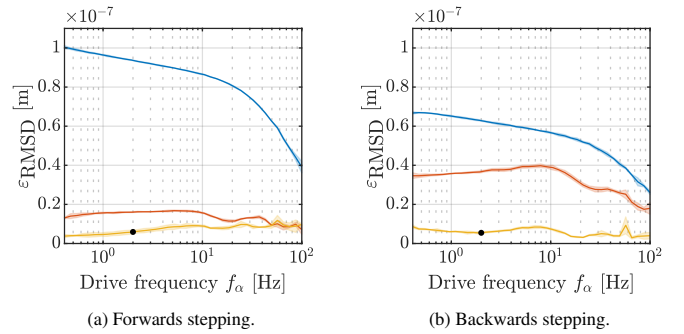 ×10⁻⁷
1
0.8
0.6
0.4
0.2
0
ε_RMSD [m]
10⁰ 10¹ 10²
Drive frequency f_α [Hz]
(a) Forwards stepping.
×10⁻⁷
1
0.8
0.6
0.4
0.2
0
ε_RMSD [m]
10⁰ 10¹ 10²
Drive frequency f_α [Hz]
(b) Backwards stepping.